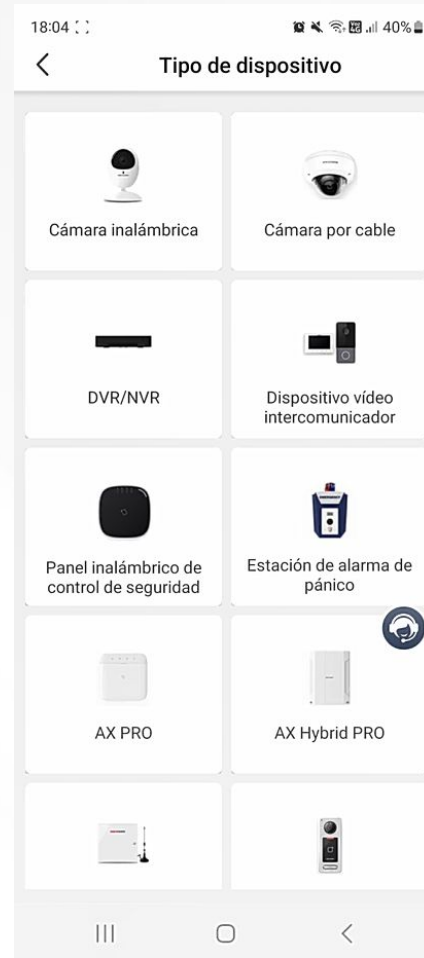 18:04
40%
Tipo de dispositivo
Cámara inalámbrica
Cámara por cable
DVR/NVR
Dispositivo vídeo
intercomunicador
Panel inalámbrico de
control de seguridad
Estación de alarma de
pánico
AX PRO
AX Hybrid PRO